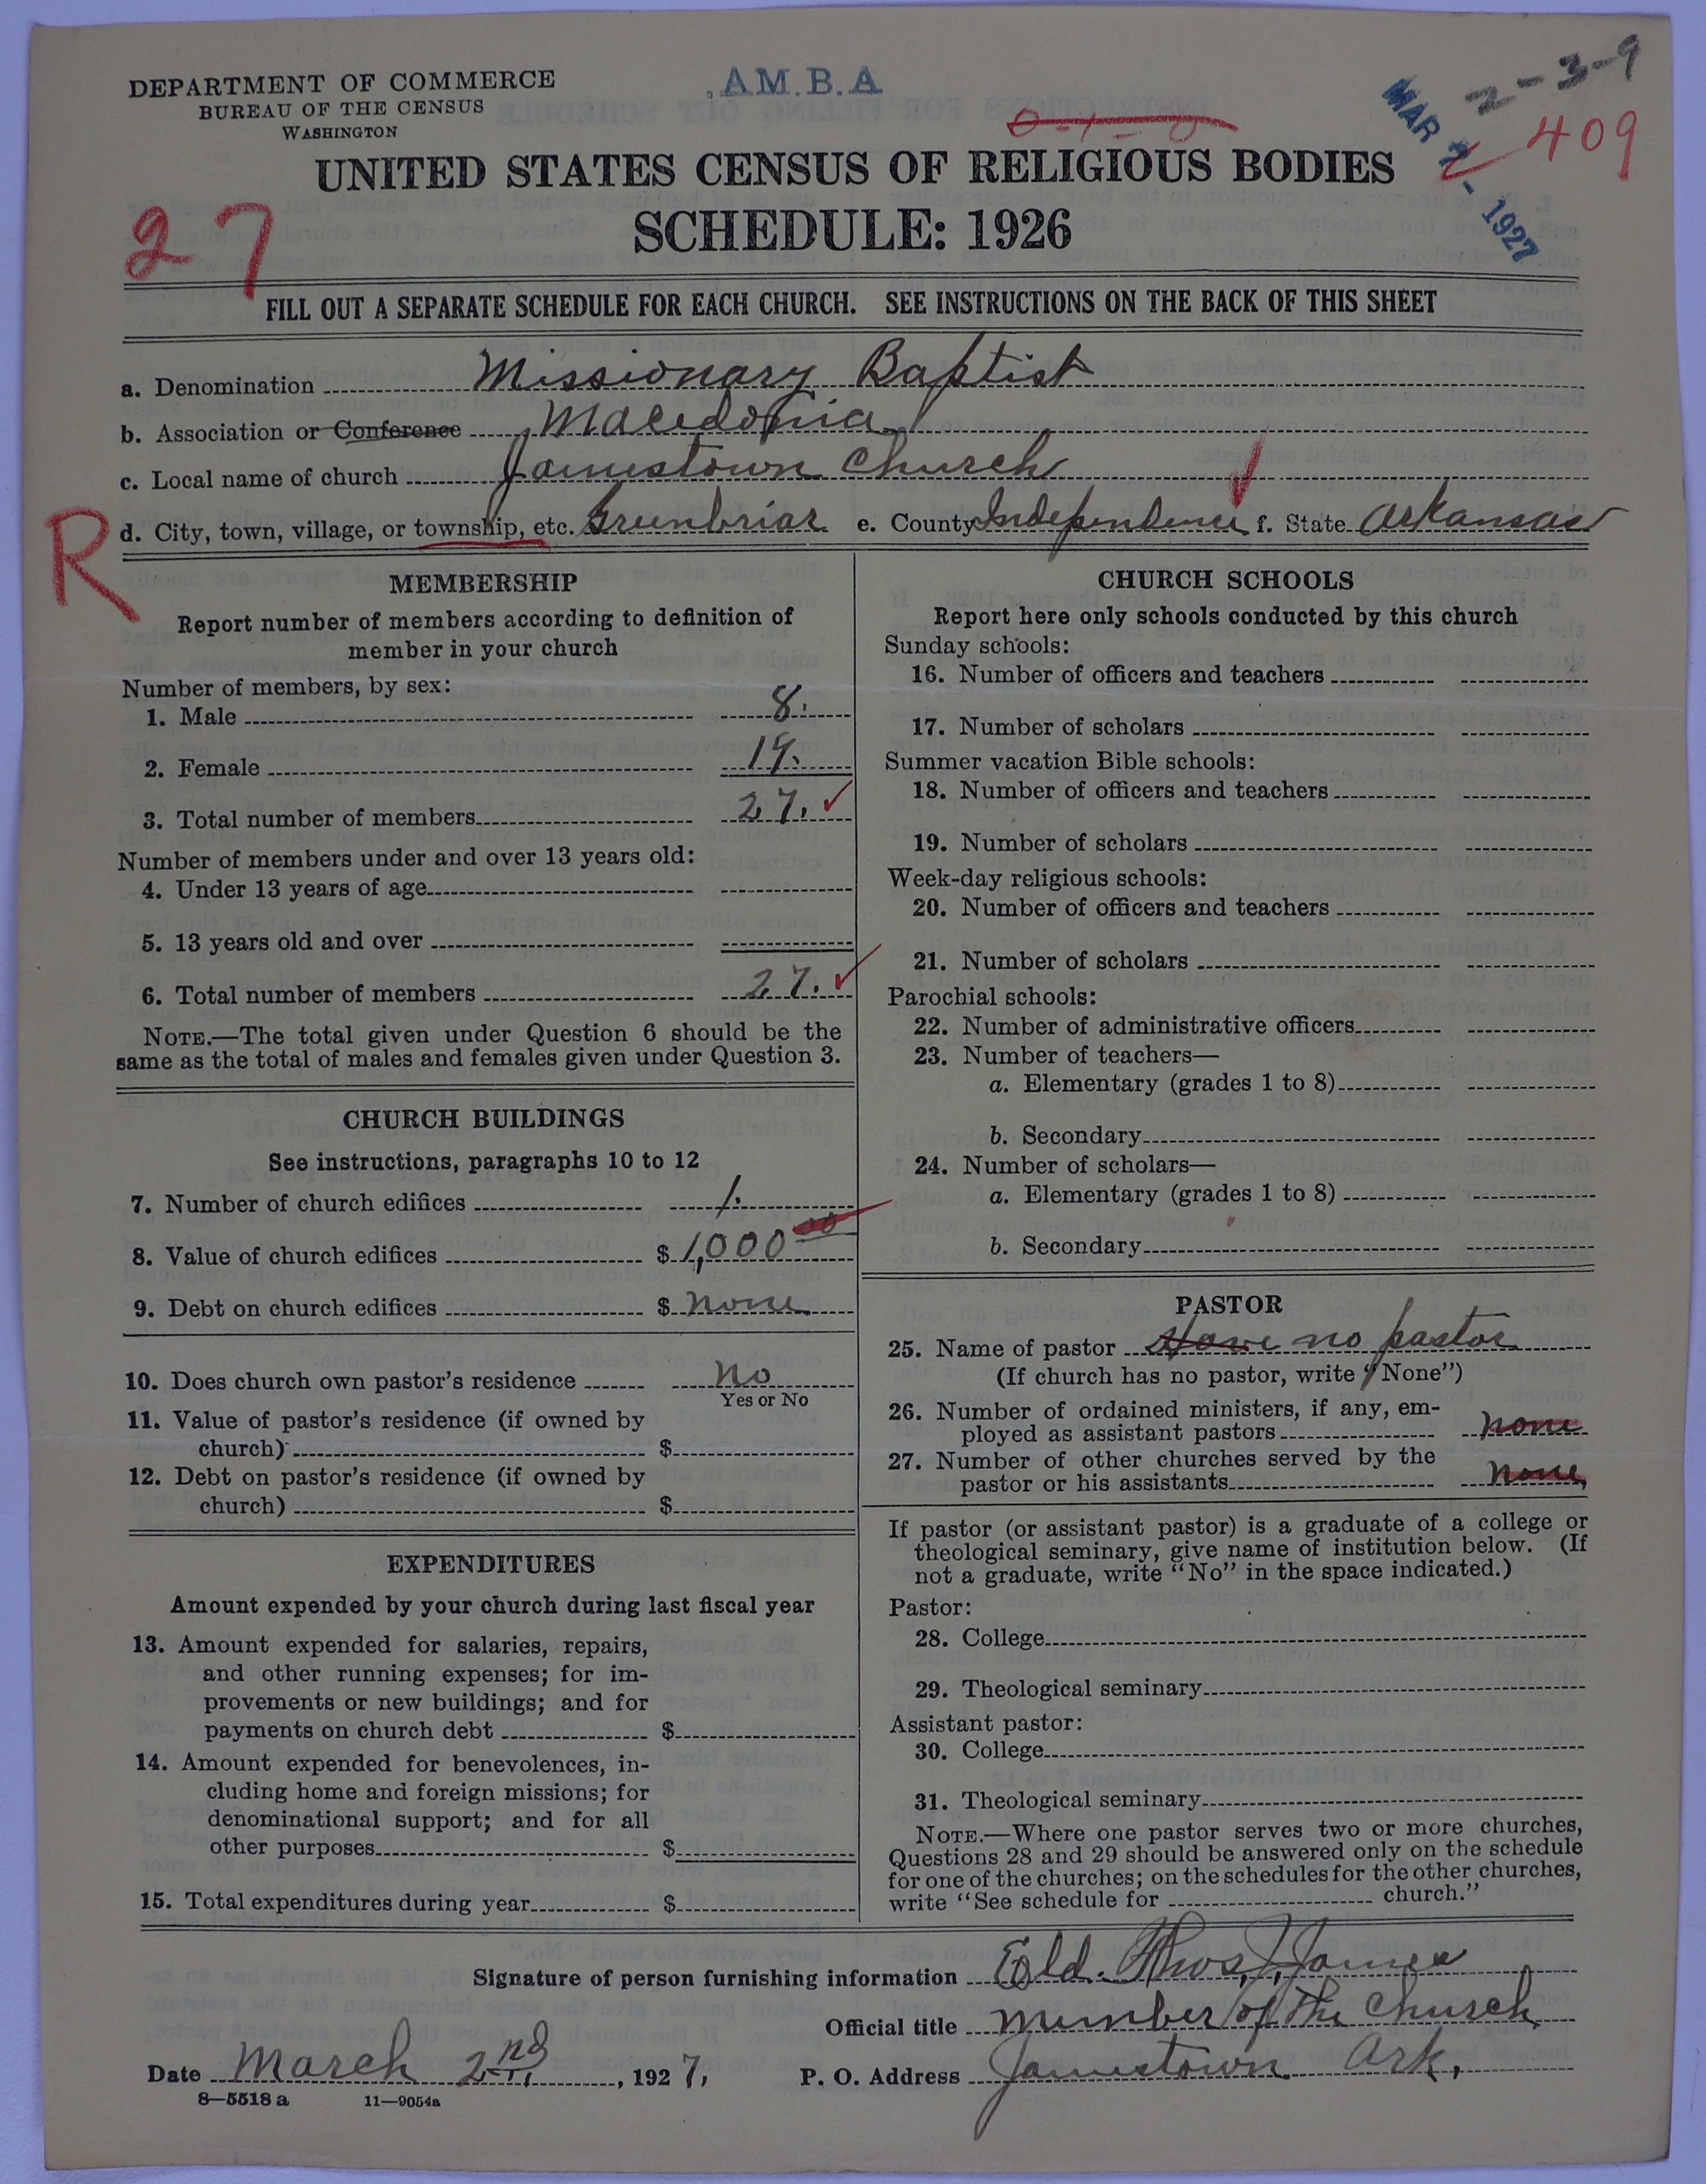 DEPARTMENT OF COMMERCE
BUREAU OF THE CENSUS
WASHINGTON
A.M.B.A
2-3-9
409
MAR 1927
UNITED STATES CENSUS OF RELIGIOUS BODIES
SCHEDULE: 1926
27
FILL OUT A SEPARATE SCHEDULE FOR EACH CHURCH. SEE INSTRUCTIONS ON THE BACK OF THIS SHEET
a. Denomination Missionary Baptist
b. Association or Conference Macedonia
c. Local name of church Jamestown Church
R
d. City, town, village, or township, etc. Greenbriar e. County Independence f. State Arkansas
MEMBERSHIP
Report number of members according to definition of
member in your church
Number of members, by sex:
1. Male 8.
2. Female 19.
3. Total number of members 27.
Number of members under and over 13 years old:
4. Under 13 years of age
5. 13 years old and over
6. Total number of members 27.
NOTE.—The total given under Question 6 should be the
same as the total of males and females given under Question 3.
CHURCH BUILDINGS
See instructions, paragraphs 10 to 12
7. Number of church edifices 1.
8. Value of church edifices $ 1,000 00
9. Debt on church edifices $ none
10. Does church own pastor's residence No
Yes or No
11. Value of pastor's residence (if owned by
church) $
12. Debt on pastor's residence (if owned by
church) $
EXPENDITURES
Amount expended by your church during last fiscal year
13. Amount expended for salaries, repairs,
and other running expenses; for im-
provements or new buildings; and for
payments on church debt $
14. Amount expended for benevolences, in-
cluding home and foreign missions; for
denominational support; and for all
other purposes $
15. Total expenditures during year $
CHURCH SCHOOLS
Report here only schools conducted by this church
Sunday schools:
16. Number of officers and teachers
17. Number of scholars
Summer vacation Bible schools:
18. Number of officers and teachers
19. Number of scholars
Week-day religious schools:
20. Number of officers and teachers
21. Number of scholars
Parochial schools:
22. Number of administrative officers
23. Number of teachers—
a. Elementary (grades 1 to 8)
b. Secondary
24. Number of scholars—
a. Elementary (grades 1 to 8)
b. Secondary
PASTOR
25. Name of pastor Have no pastor
(If church has no pastor, write "None")
26. Number of ordained ministers, if any, em-
ployed as assistant pastors none
27. Number of other churches served by the
pastor or his assistants none
If pastor (or assistant pastor) is a graduate of a college or
theological seminary, give name of institution below. (If
not a graduate, write "No" in the space indicated.)
Pastor:
28. College
29. Theological seminary
Assistant pastor:
30. College
31. Theological seminary
NOTE.—Where one pastor serves two or more churches,
Questions 28 and 29 should be answered only on the schedule
for one of the churches; on the schedules for the other churches,
write "See schedule for church."
Signature of person furnishing information Eld. Thos. J. James
Official title Member of The Church
Date March 2nd, 1927, P. O. Address Jamestown Ark.
8—5518 a 11—9054a